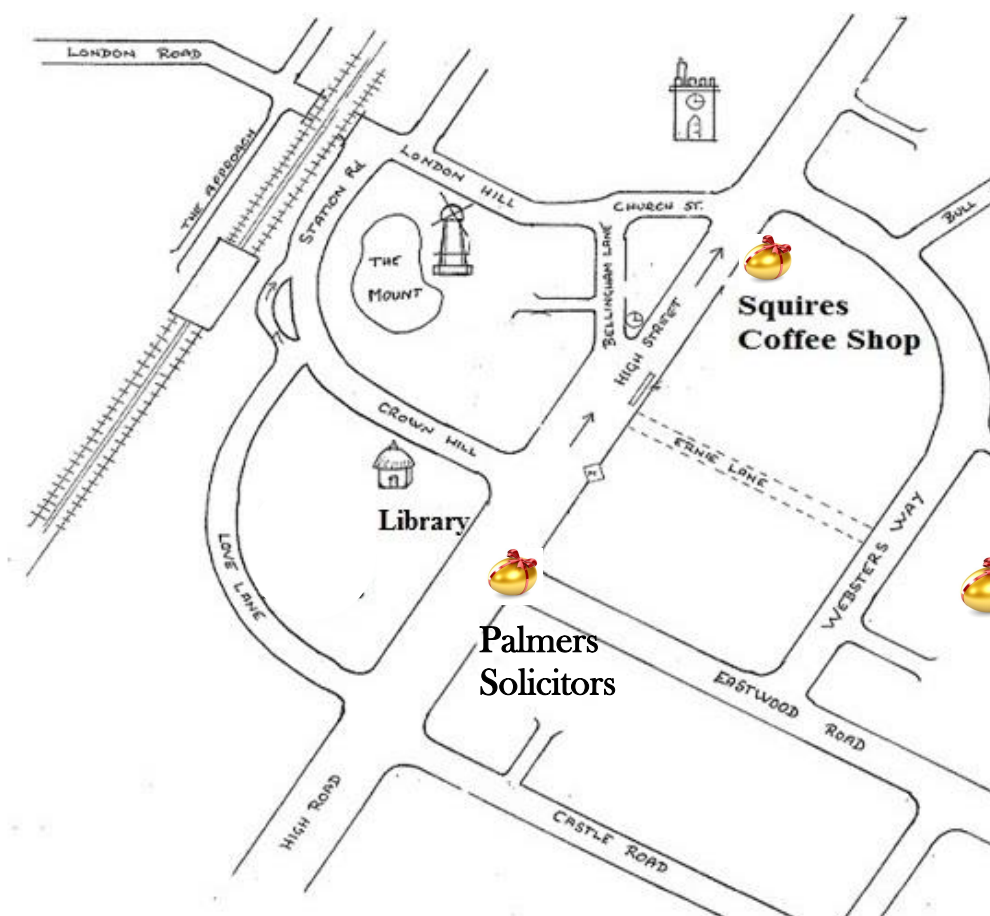 LONDON ROAD
THE APPROACH
STATION Rd
LONDON HILL
CHURCH ST.
BULL
THE
MOUNT
BELLINGHAM LANE
HIGH STREET
Squires
Coffee Shop
CROWN HILL
ERNIE LANE
Library
LOVE LANE
WEBSTERS WAY
Palmers
Solicitors
EASTWOOD ROAD
HIGH ROAD
CASTLE ROAD